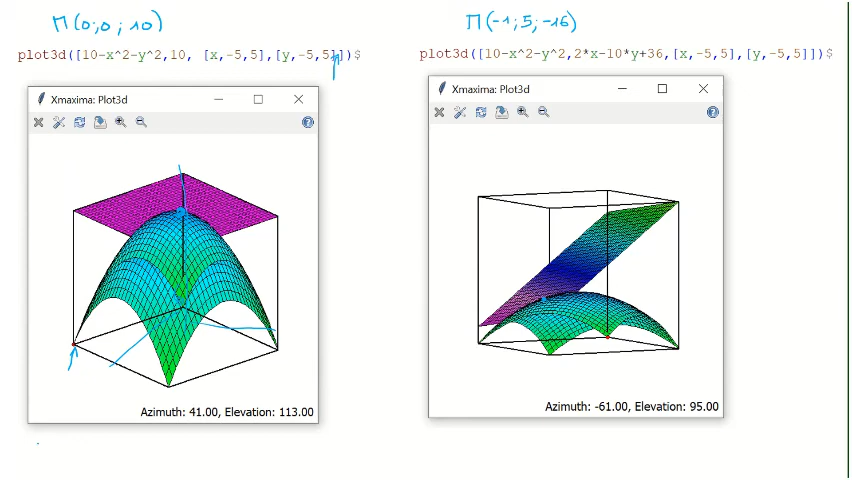 Π(0;0;10)
plot3d([10-x^2-y^2,10, [x,-5,5],[y,-5,5]])$
Xmaxima: Plot3d
Azimuth: 41.00, Elevation: 113.00
Π(-1;5;-16)
plot3d([10-x^2-y^2,2*x-10*y+36,[x,-5,5],[y,-5,5]])$
Xmaxima: Plot3d
Azimuth: -61.00, Elevation: 95.00